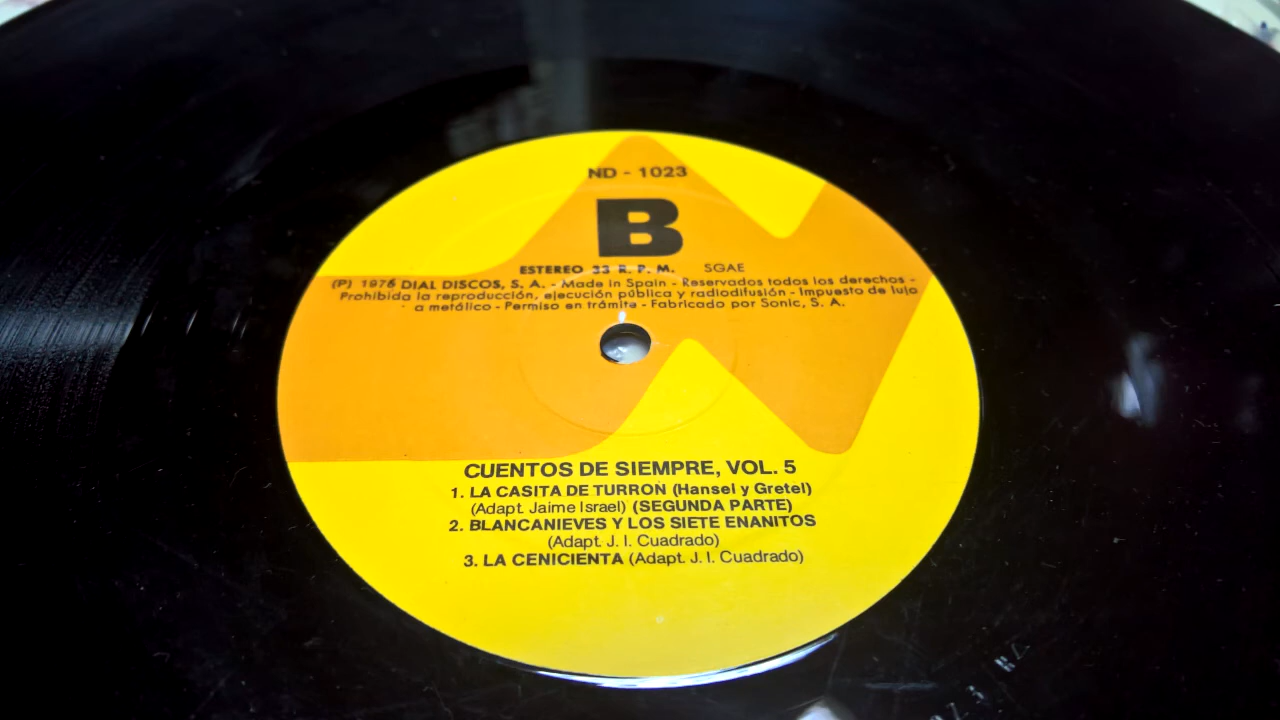 ND - 1023
B
ESTEREO 33 R. P. M. SGAE
(P) 1976 DIAL DISCOS, S. A. - Made in Spain - Reservados todos los derechos -
Prohibida la reproducción, ejecución pública y radiodifusión - Impuesto de lujo
a metálico - Permiso en trámite - Fabricado por Sonic, S. A.
CUENTOS DE SIEMPRE, VOL. 5
1. LA CASITA DE TURRON (Hansel y Gretel)
(Adapt. Jaime Israel) (SEGUNDA PARTE)
2. BLANCANIEVES Y LOS SIETE ENANITOS
(Adapt. J. I. Cuadrado)
3. LA CENICIENTA (Adapt. J. I. Cuadrado)